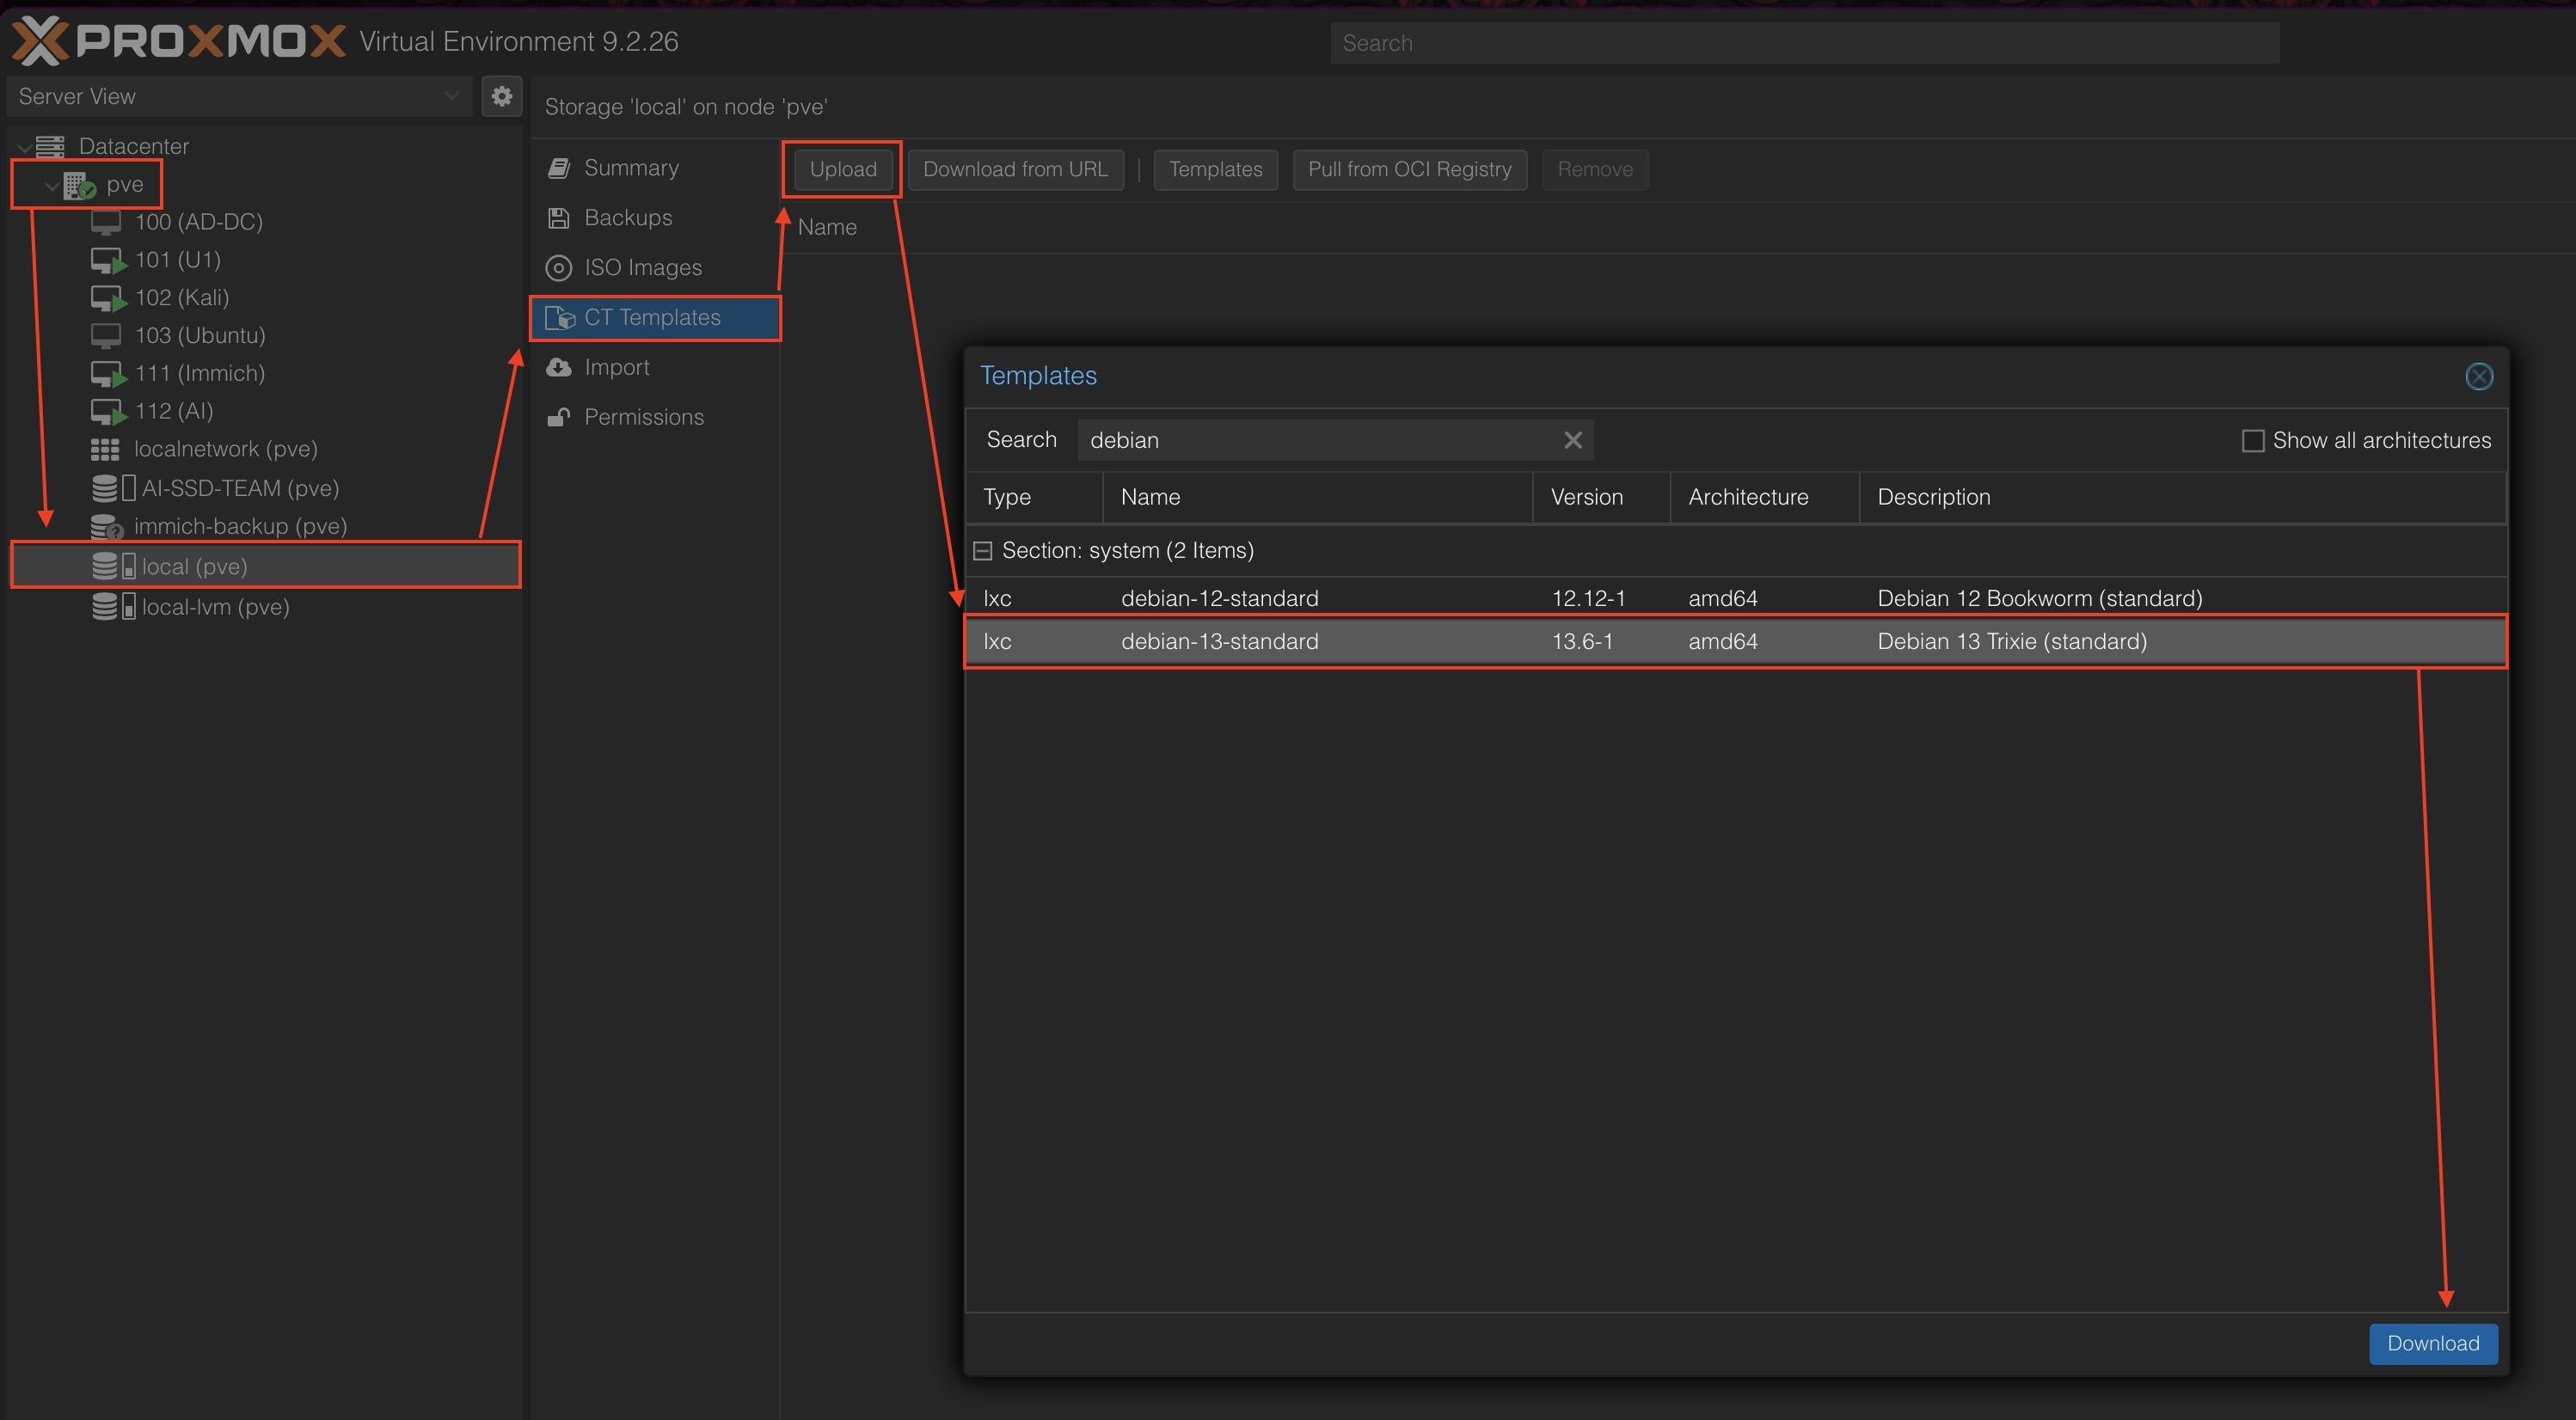 PROXMOX Virtual Environment 9.2.26
Search
Server View
Storage 'local' on node 'pve'
Datacenter
pve
100 (AD-DC)
101 (U1)
102 (Kali)
103 (Ubuntu)
111 (Immich)
112 (AI)
localnetwork (pve)
AI-SSD-TEAM (pve)
immich-backup (pve)
local (pve)
local-lvm (pve)
Summary
Backups
ISO Images
CT Templates
Import
Permissions
Upload Download from URL Templates Pull from OCI Registry Remove
Name
Templates
Search debian Show all architectures
Type Name Version Architecture Description
Section: system (2 Items)
lxc debian-12-standard 12.12-1 amd64 Debian 12 Bookworm (standard)
lxc debian-13-standard 13.6-1 amd64 Debian 13 Trixie (standard)
Download